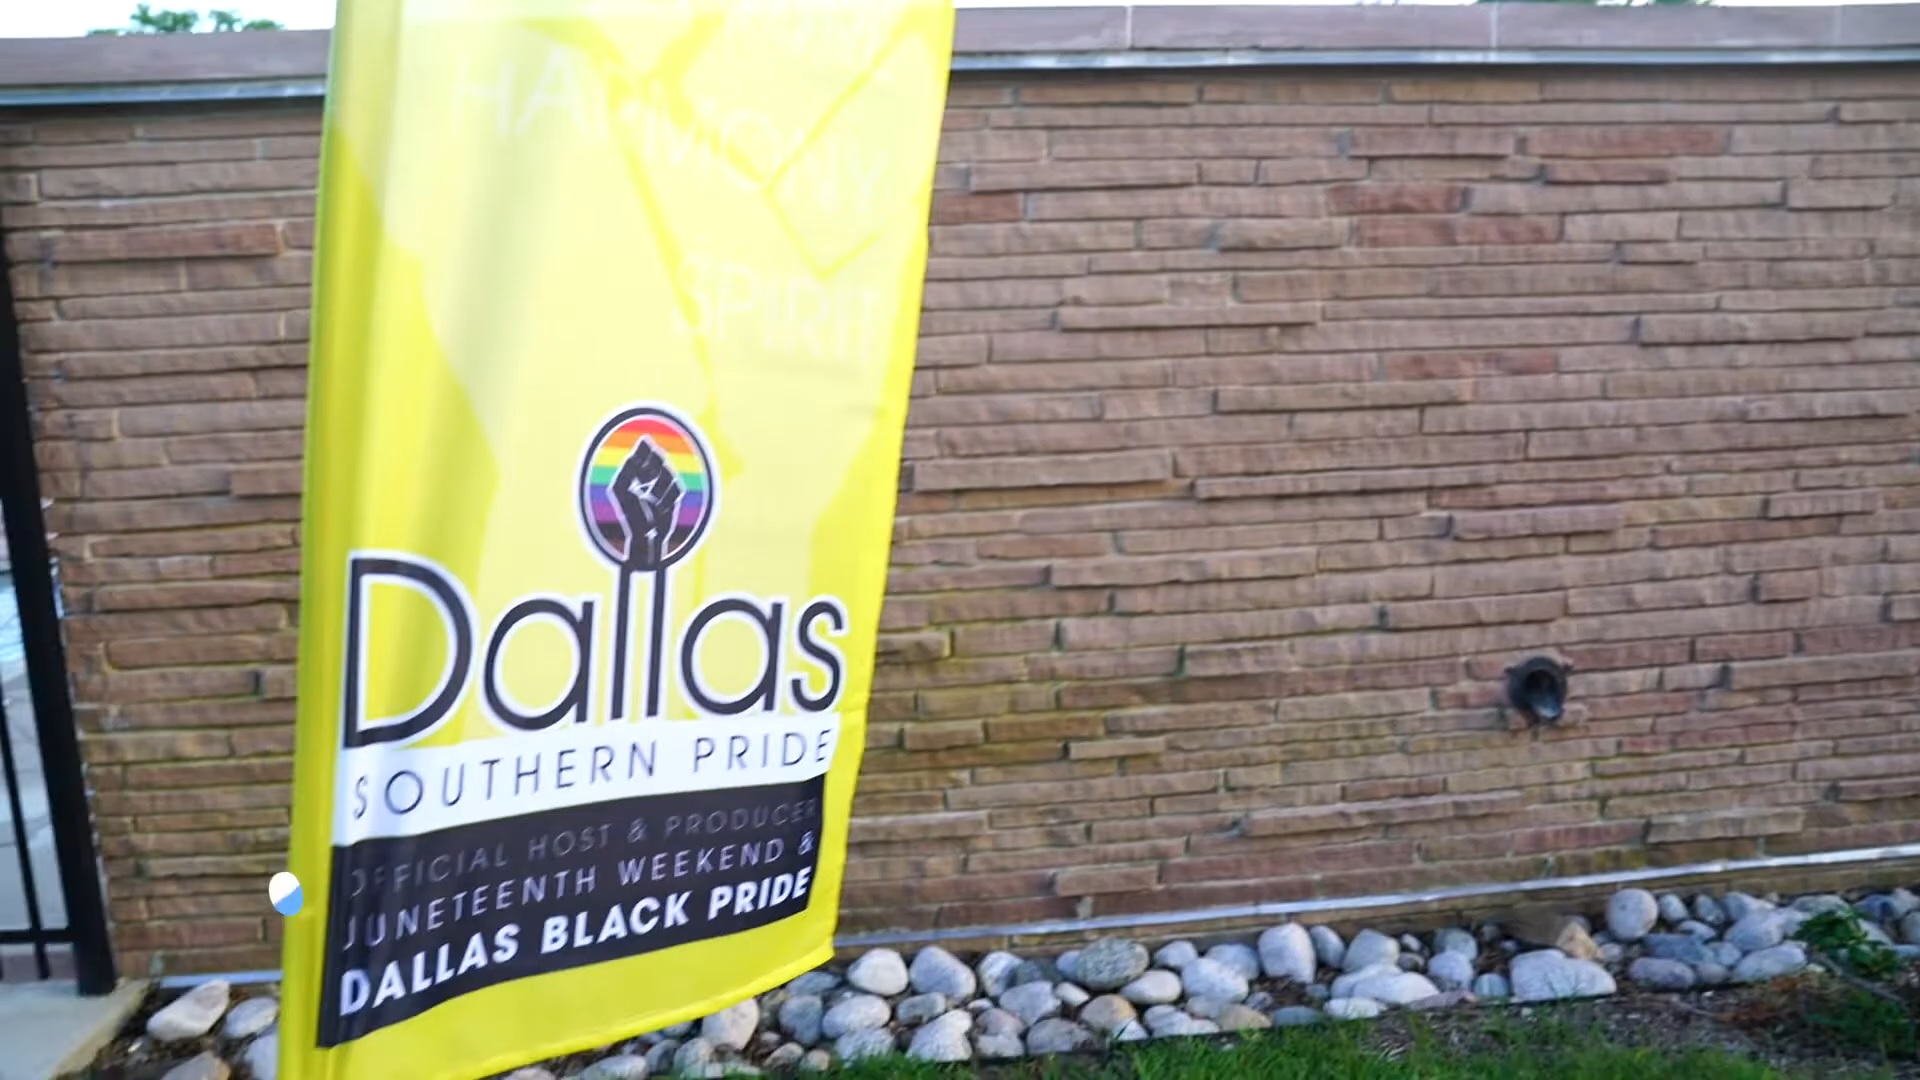 HARMONY
SPIRIT
Dallas
SOUTHERN PRIDE
OFFICIAL HOST & PRODUCER
JUNETEENTH WEEKEND &
DALLAS BLACK PRIDE